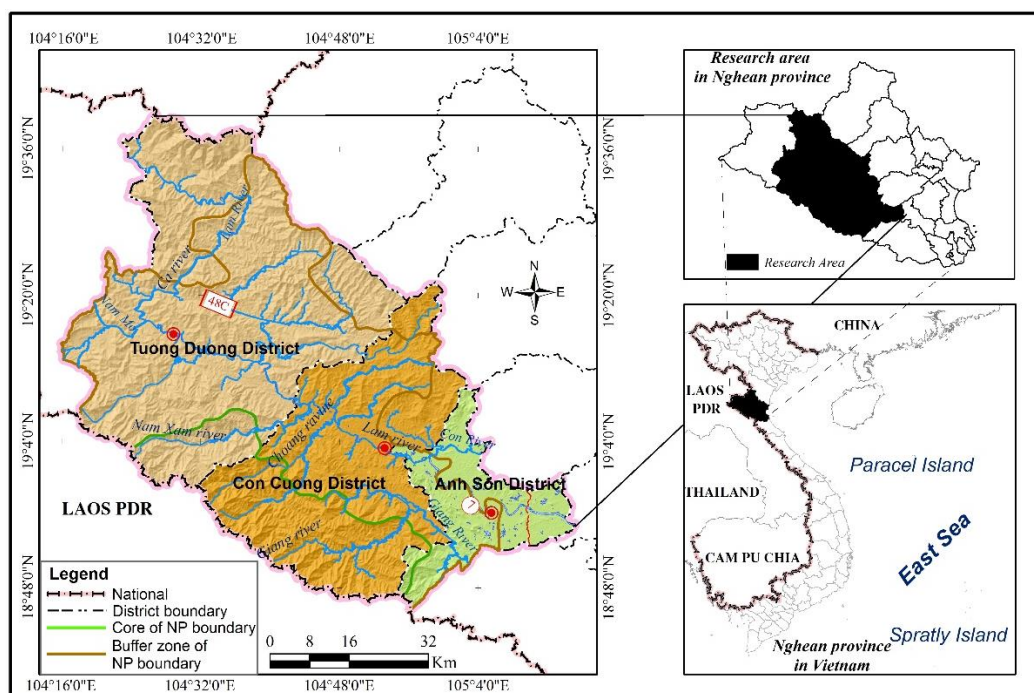 104°16'0"E
104°32'0"E
104°48'0"E
105°4'0"E
19°36'0"N
19°20'0"N
19°4'0"N
18°48'0"N
Lam River
Ca river
48C
Nam Mo
Tuong Duong District
Nam Xam river
Choang ravine
Lam river
Con River
Con Cuong District
Anh Sơn District
Giang River
Giang river
7
LAOS PDR
N
W
E
S
Legend
National
District boundary
Core of NP boundary
Buffer zone of
NP boundary
0
8
16
32
Km
104°16'0"E
104°32'0"E
104°48'0"E
105°4'0"E
19°36'0"N
19°20'0"N
19°4'0"N
18°48'0"N
Research area
in Nghean province
Research Area
CHINA
LAOS
PDR
THAILAND
CAM PU CHIA
Paracel Island
East Sea
Spratly Island
Nghean province
in Vietnam